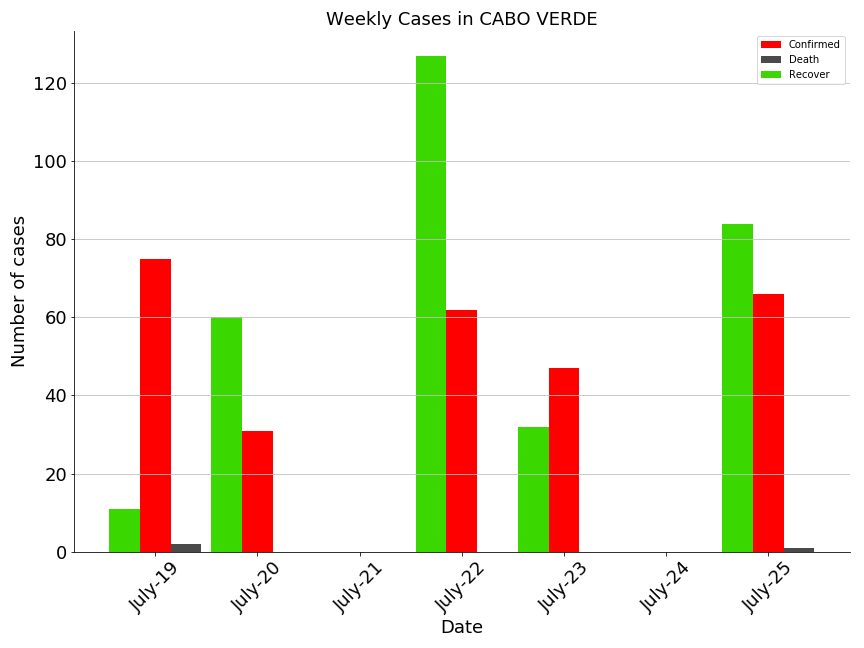 Weekly Cases in CABO VERDE
Confirmed
Death
Recover
Number of cases
120
100
80
60
40
20
0
July-19
July-20
July-21
July-22
July-23
July-24
July-25
Date